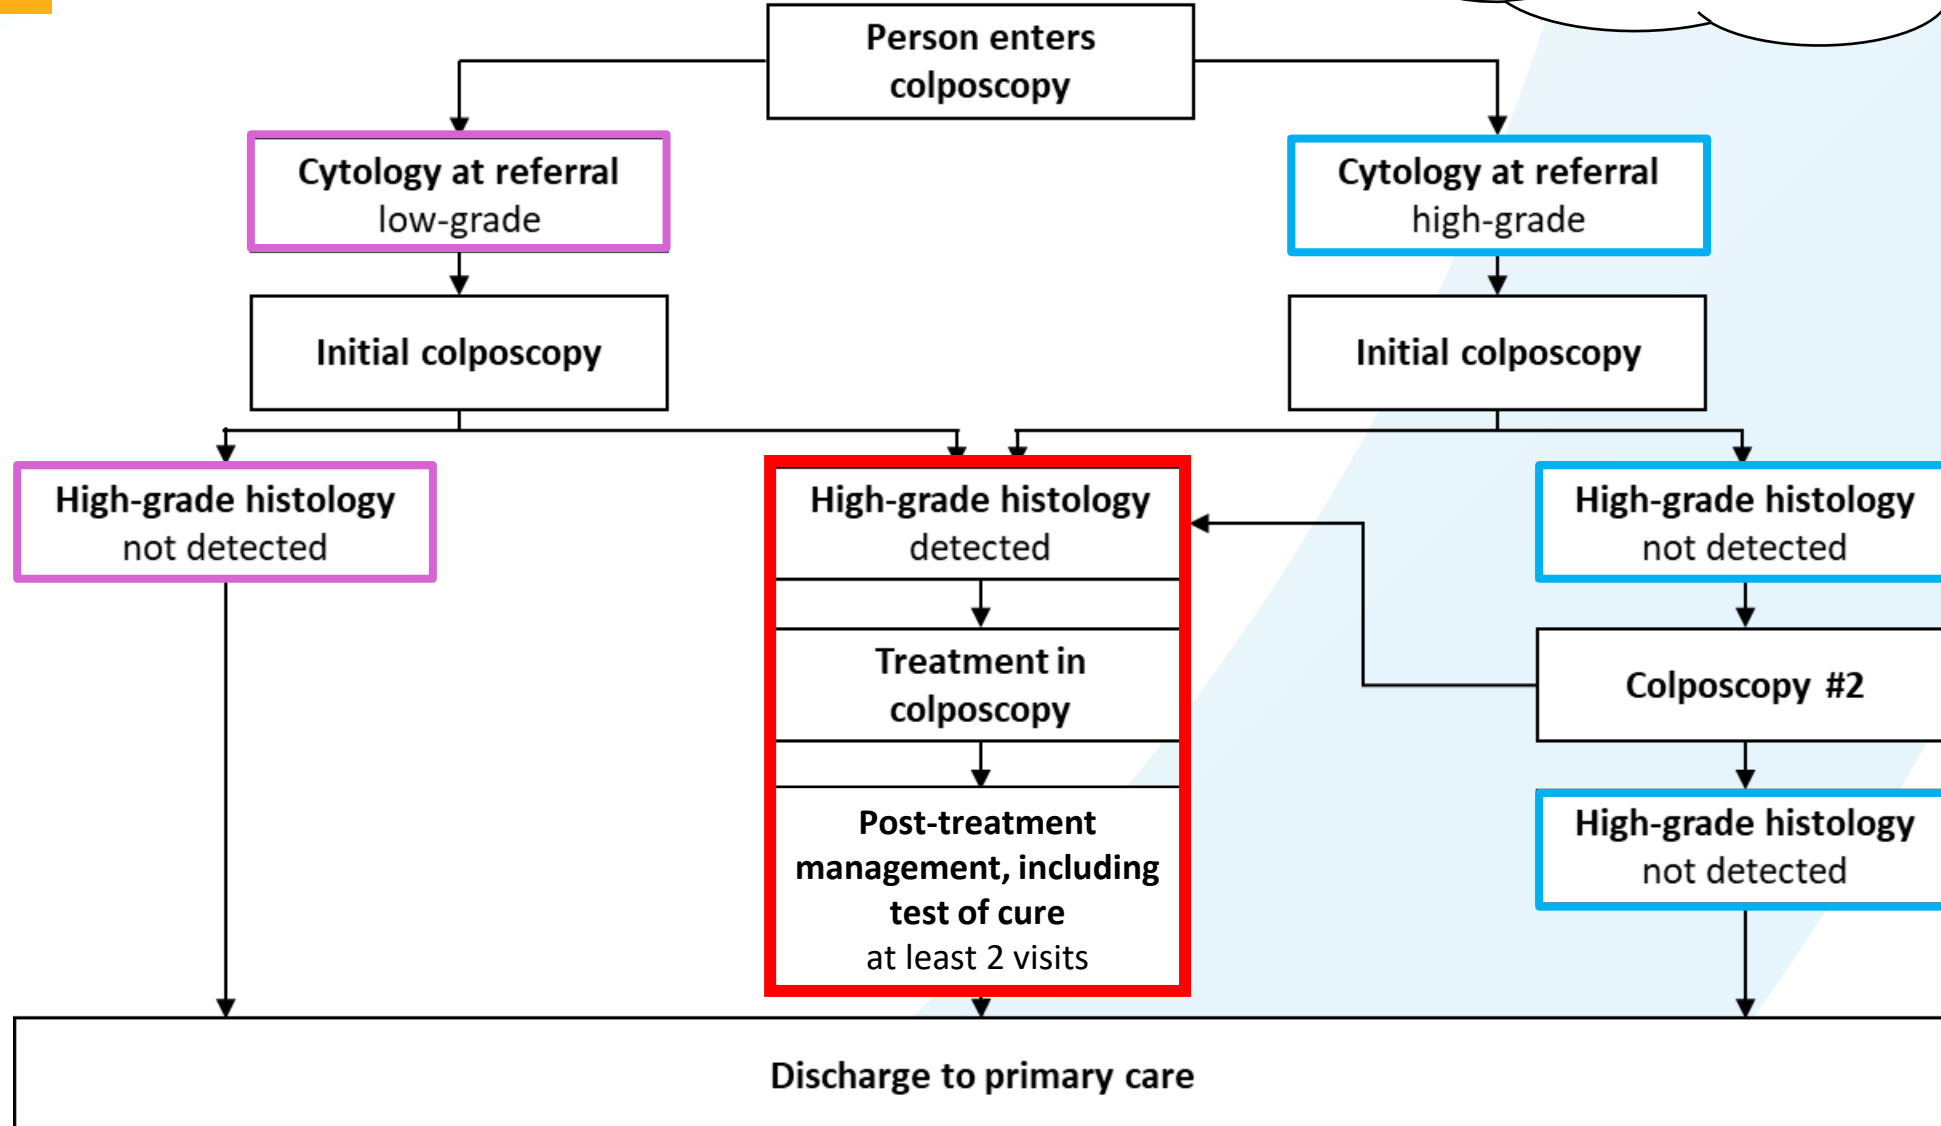 Person enters
colposcopy
Cytology at referral
low-grade
Cytology at referral
high-grade
Initial colposcopy
Initial colposcopy
High-grade histology
not detected
High-grade histology
detected
High-grade histology
not detected
Treatment in
colposcopy
Colposcopy #2
Post-treatment
management, including
test of cure
at least 2 visits
High-grade histology
not detected
Discharge to primary care